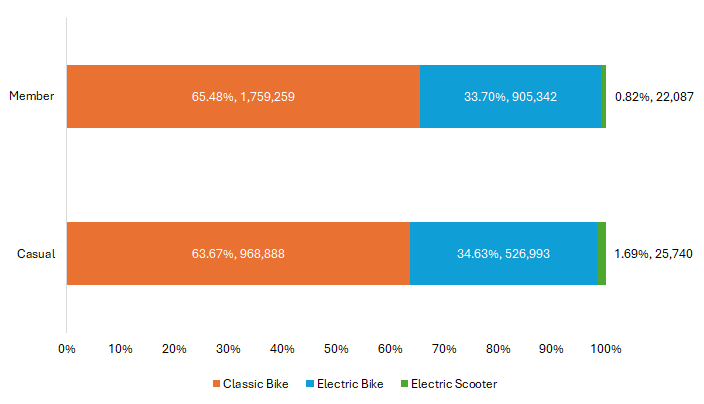 Member
65.48%, 1,759,259
33.70%, 905,342
0.82%, 22,087
Casual
63.67%, 968,888
34.63%, 526,993
1.69%, 25,740
0% 10% 20% 30% 40% 50% 60% 70% 80% 90% 100%
Classic Bike Electric Bike Electric Scooter